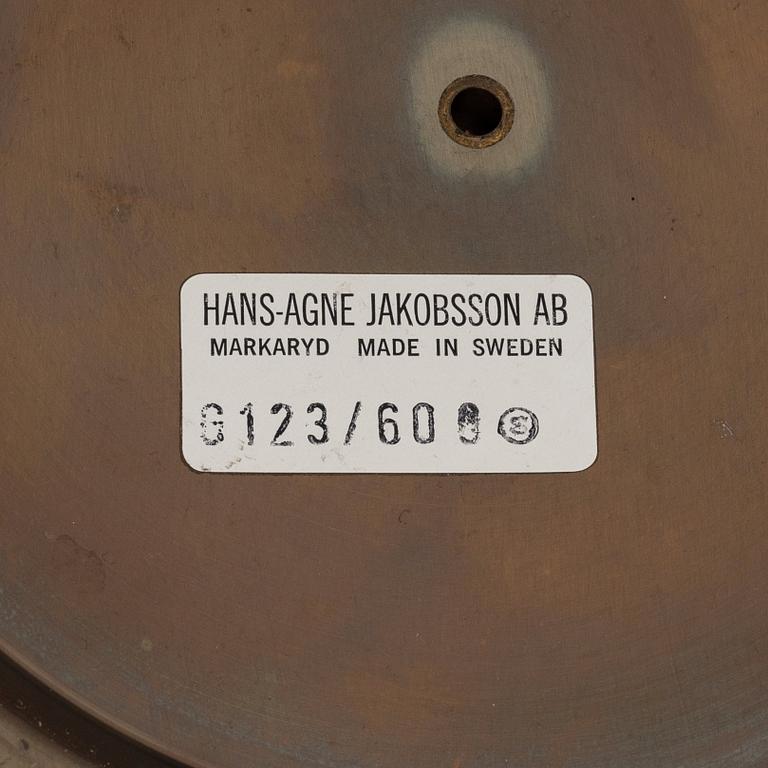 HANS-AGNE JAKOBSSON AB
MARKARYD MADE IN SWEDEN
G123/60 Ⓢ